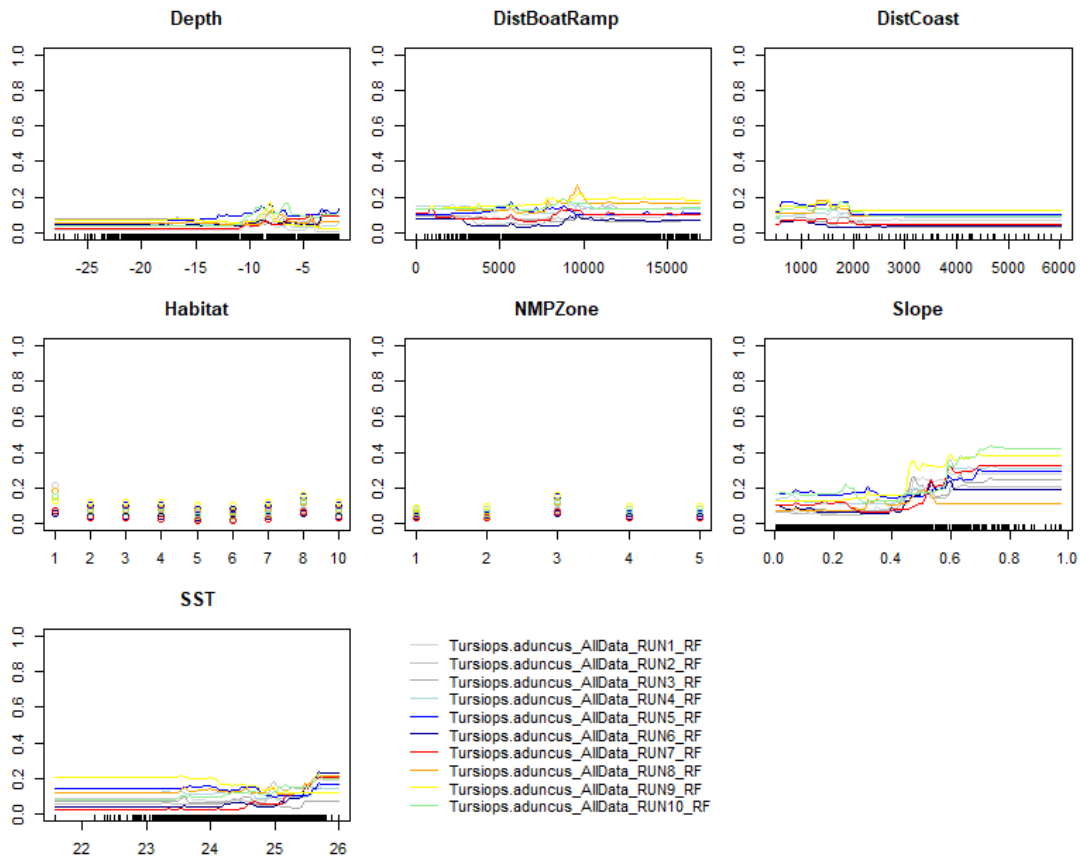 Depth
DistBoatRamp
DistCoast
0.0 0.2 0.4 0.6 0.8 1.0
0.0 0.2 0.4 0.6 0.8 1.0
0.0 0.2 0.4 0.6 0.8 1.0
-25 -20 -15 -10 -5
0 5000 10000 15000
1000 2000 3000 4000 5000 6000
Habitat
NMPZone
Slope
0.0 0.2 0.4 0.6 0.8 1.0
0.0 0.2 0.4 0.6 0.8 1.0
0.0 0.2 0.4 0.6 0.8 1.0
1 2 3 4 5 6 7 8 10
1 2 3 4 5
0.0 0.2 0.4 0.6 0.8 1.0
SST
0.0 0.2 0.4 0.6 0.8 1.0
22 23 24 25 26
Tursiops.aduncus_AllData_RUN1_RF
Tursiops.aduncus_AllData_RUN2_RF
Tursiops.aduncus_AllData_RUN3_RF
Tursiops.aduncus_AllData_RUN4_RF
Tursiops.aduncus_AllData_RUN5_RF
Tursiops.aduncus_AllData_RUN6_RF
Tursiops.aduncus_AllData_RUN7_RF
Tursiops.aduncus_AllData_RUN8_RF
Tursiops.aduncus_AllData_RUN9_RF
Tursiops.aduncus_AllData_RUN10_RF